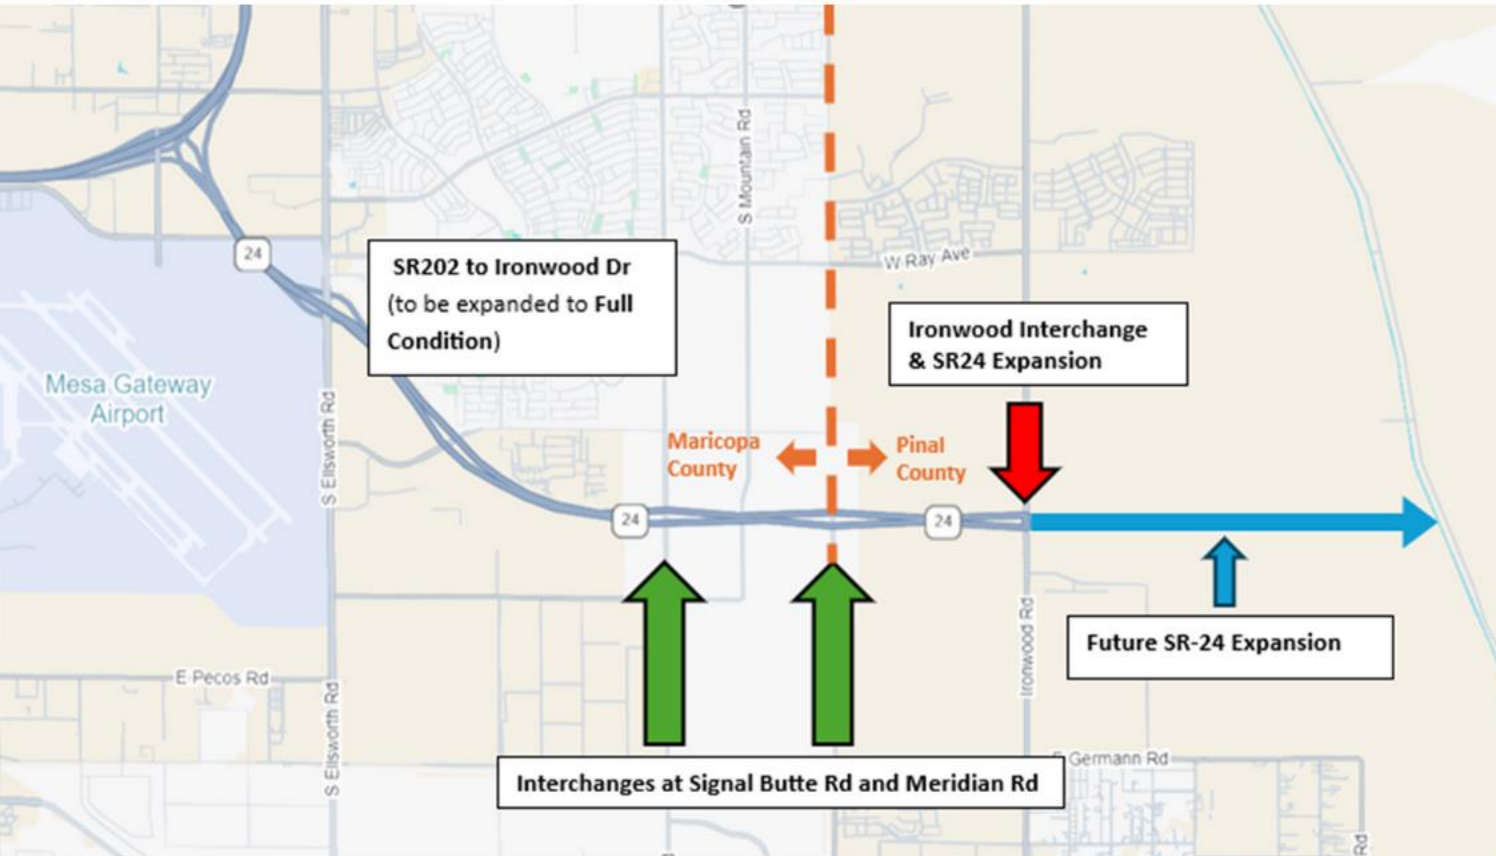 S Mountain Rd
24
W Ray Ave
SR202 to Ironwood Dr
(to be expanded to Full
Condition)
Ironwood Interchange
& SR24 Expansion
Mesa Gateway
Airport
S Ellsworth Rd
Maricopa
County
Pinal
County
24
24
Ironwood Rd
Future SR-24 Expansion
E Pecos Rd
S Ellsworth Rd
Interchanges at Signal Butte Rd and Meridian Rd
Germann Rd
Rd